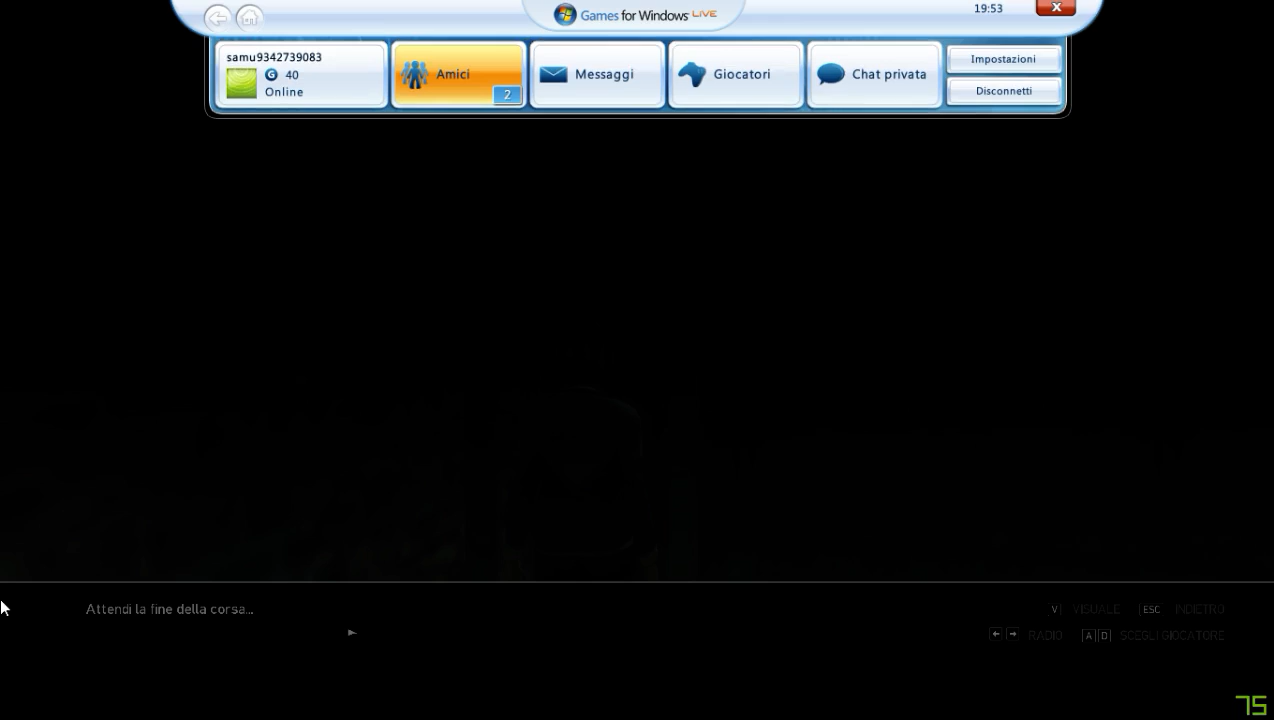 Games for Windows LIVE
19:53
X
samu9342739083
G 40
Online
Amici
2
Messaggi
Giocatori
Chat privata
Impostazioni
Disconnetti
Attendi la fine della corsa...
V VISUALE ESC INDIETRO
RADIO A D SCEGLI GIOCATORE
75